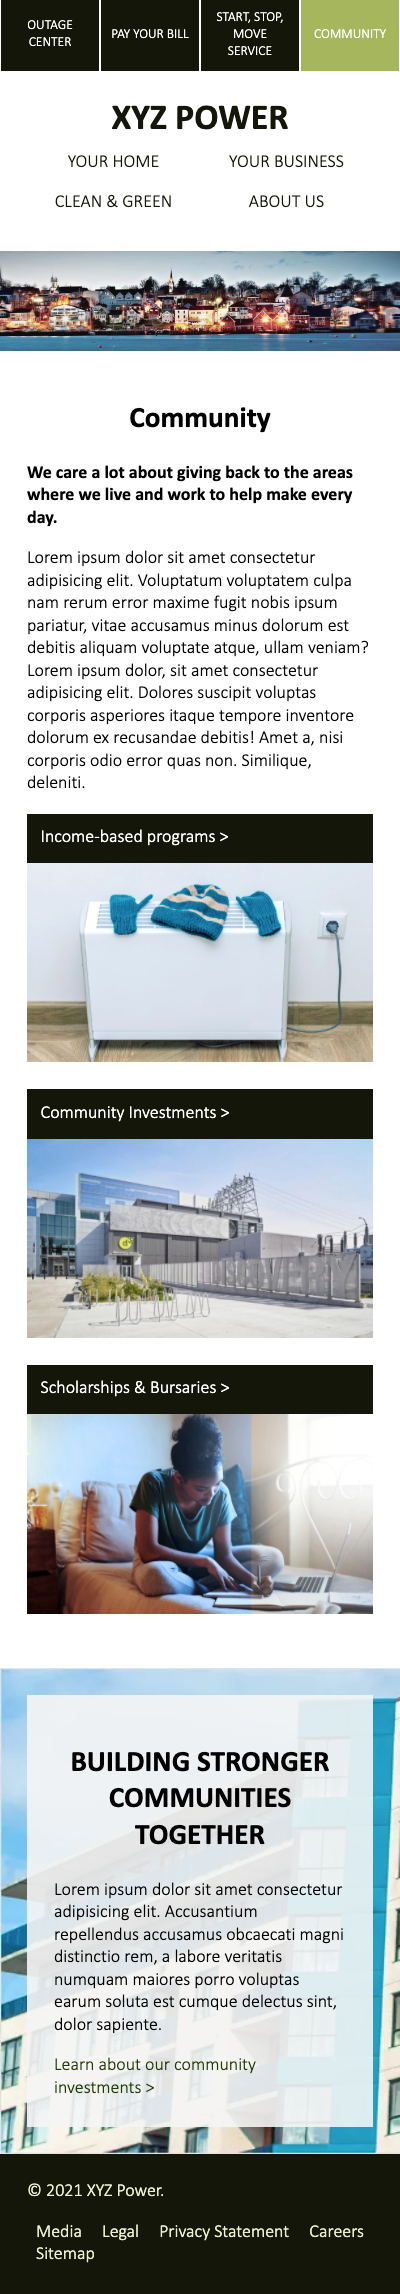 OUTAGE
CENTER
PAY YOUR BILL
START, STOP,
MOVE
SERVICE
COMMUNITY
XYZ POWER
YOUR HOME
YOUR BUSINESS
CLEAN & GREEN
ABOUT US
Community
We care a lot about giving back to the areas
where we live and work to help make every
day.
Lorem ipsum dolor sit amet consectetur
adipisicing elit. Voluptatum voluptatem culpa
nam rerum error maxime fugit nobis ipsum
pariatur, vitae accusamus minus dolorum est
debitis aliquam voluptate atque, ullam veniam?
Lorem ipsum dolor, sit amet consectetur
adipisicing elit. Dolores suscipit voluptas
corporis asperiores itaque tempore inventore
dolorum ex recusandae debitis! Amet a, nisi
corporis odio error quas non. Similique,
deleniti.
Income-based programs >
Community Investments >
Scholarships & Bursaries >
BUILDING STRONGER
COMMUNITIES
TOGETHER
Lorem ipsum dolor sit amet consectetur
adipisicing elit. Accusantium
repellendus accusamus obcaecati magni
distinctio rem, a labore veritatis
numquam maiores porro voluptas
earum soluta est cumque delectus sint,
dolor sapiente.
Learn about our community
investments >
© 2021 XYZ Power.
Media Legal Privacy Statement Careers
Sitemap